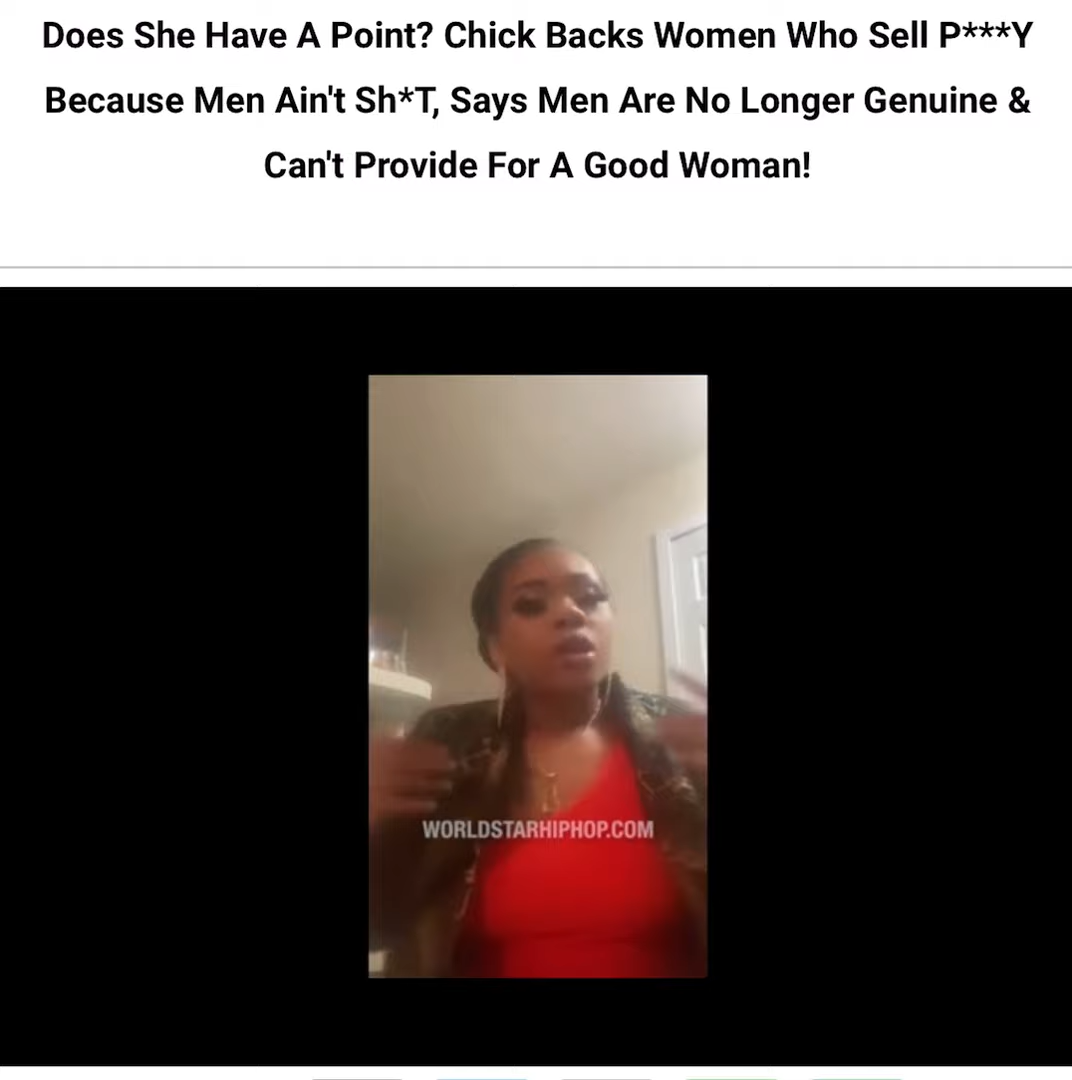 Does She Have A Point? Chick Backs Women Who Sell P***Y
Because Men Ain't Sh*T, Says Men Are No Longer Genuine &
Can't Provide For A Good Woman!
WORLDSTARHIPHOP.COM